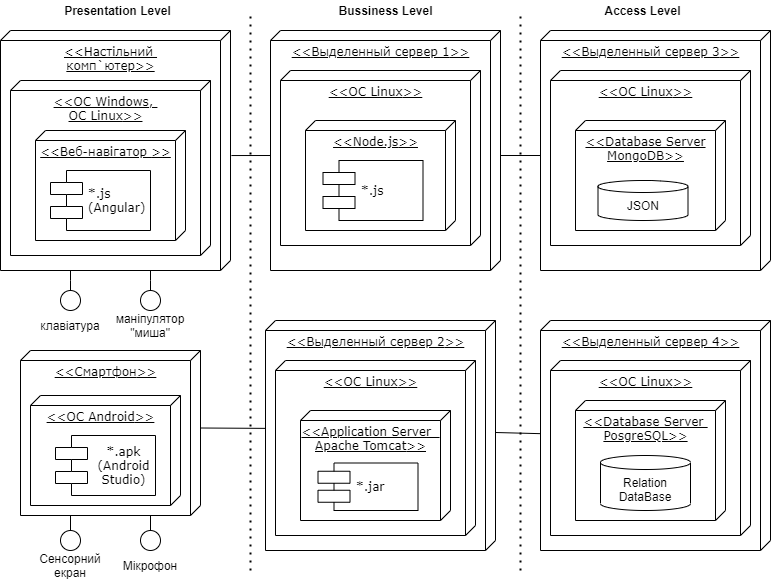 Presentation Level
Bussiness Level
Access Level
<<Настільний
комп`ютер>>
<<ОС Windows,
ОС Linux>>
<<Веб-навігатор >>
*.js
(Angular)
клавіатура
маніпулятор
"миша"
<<Выделенный сервер 1>>
<<ОС Linux>>
<<Node.js>>
*.js
<<Выделенный сервер 3>>
<<ОС Linux>>
<<Database Server
MongoDB>>
JSON
<<Смартфон>>
<<ОС Android>>
*.apk
(Android
Studio)
Сенсорний
екран
Мікрофон
<<Выделенный сервер 2>>
<<ОС Linux>>
<<Application Server
Apache Tomcat>>
*.jar
<<Выделенный сервер 4>>
<<ОС Linux>>
<<Database Server
PosgreSQL>>
Relation
DataBase